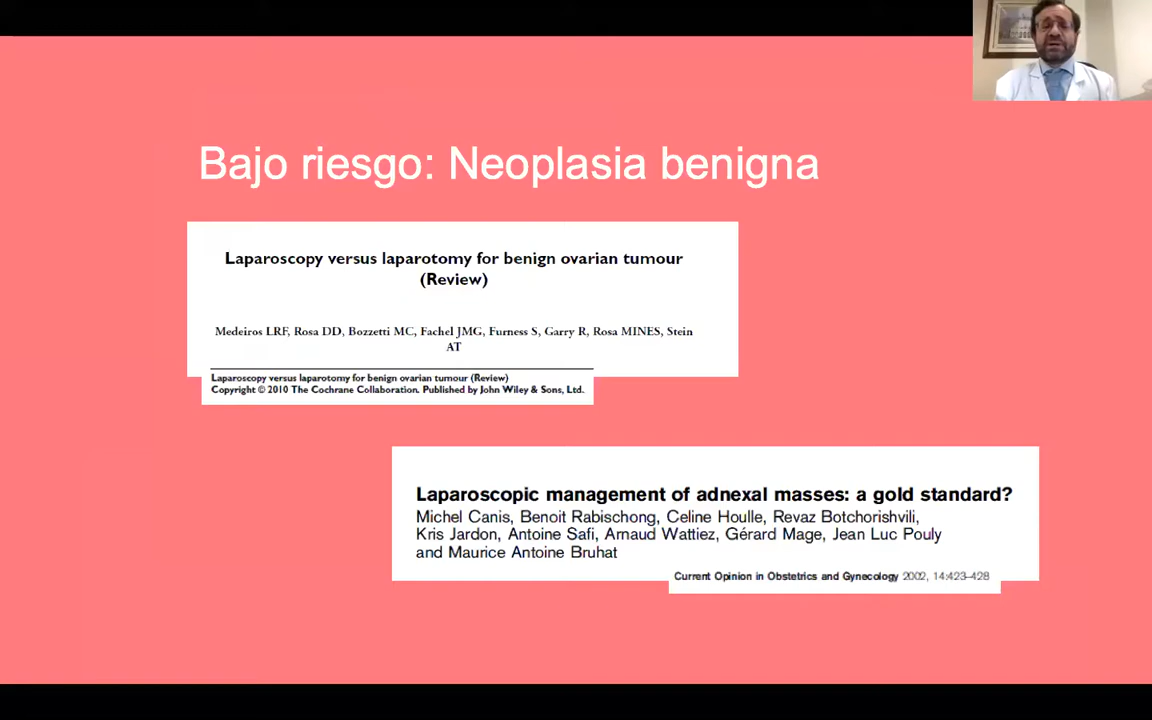 Bajo riesgo: Neoplasia benigna
Laparoscopy versus laparotomy for benign ovarian tumour
(Review)
Medeiros LRF, Rosa DD, Bozzetti MC, Fachel JMG, Furness S, Garry R, Rosa MINES, Stein
AT
Laparoscopy versus laparotomy for benign ovarian tumour (Review)
Copyright © 2010 The Cochrane Collaboration. Published by John Wiley & Sons, Ltd.
Laparoscopic management of adnexal masses: a gold standard?
Michel Canis, Benoit Rabischong, Celine Houlle, Revaz Botchorishvili,
Kris Jardon, Antoine Safi, Arnaud Wattiez, Gérard Mage, Jean Luc Pouly
and Maurice Antoine Bruhat
Current Opinion in Obstetrics and Gynecology 2002, 14:423–428